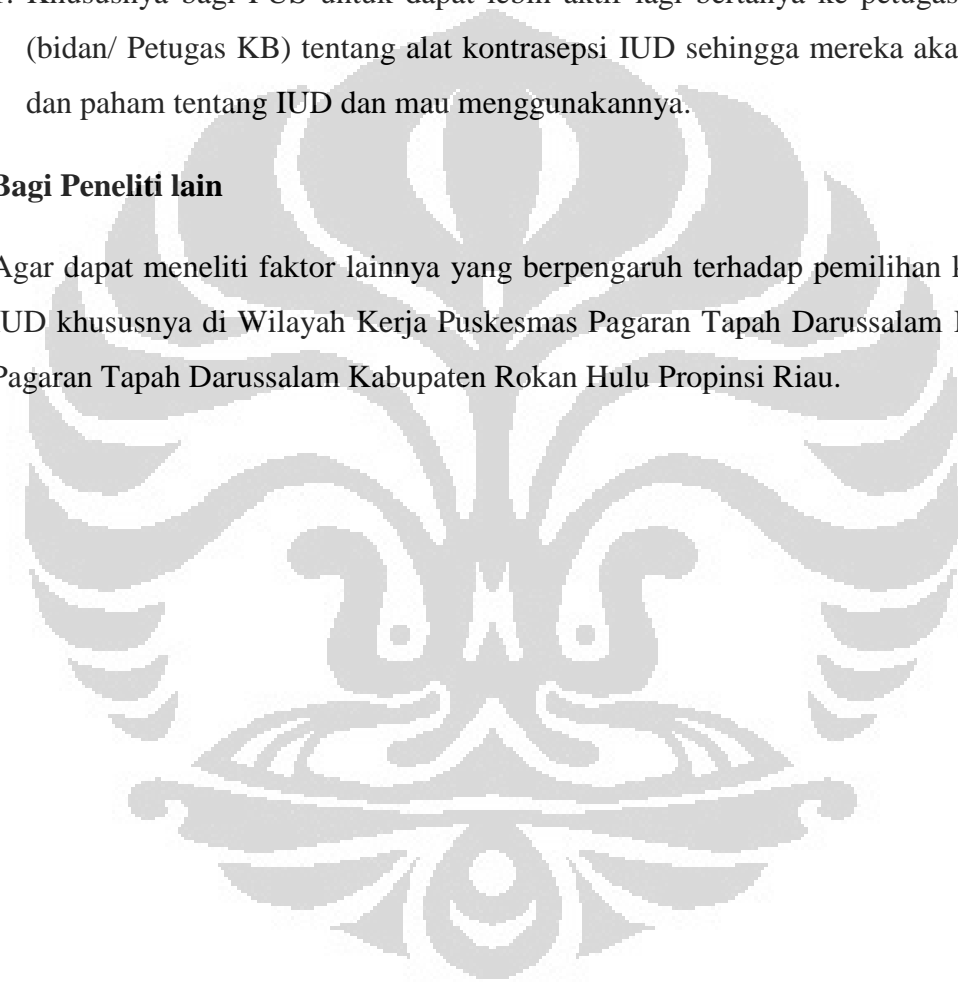 Khususnya bagi PUS untuk dapat lebih aktif lagi bertanya ke petugas
(bidan/ Petugas KB) tentang alat kontrasepsi IUD sehingga mereka aka
dan paham tentang IUD dan mau menggunakannya.
Bagi Peneliti lain
Agar dapat meneliti faktor lainnya yang berpengaruh terhadap pemilihan
IUD khususnya di Wilayah Kerja Puskesmas Pagaran Tapah Darussalam
Pagaran Tapah Darussalam Kabupaten Rokan Hulu Propinsi Riau.